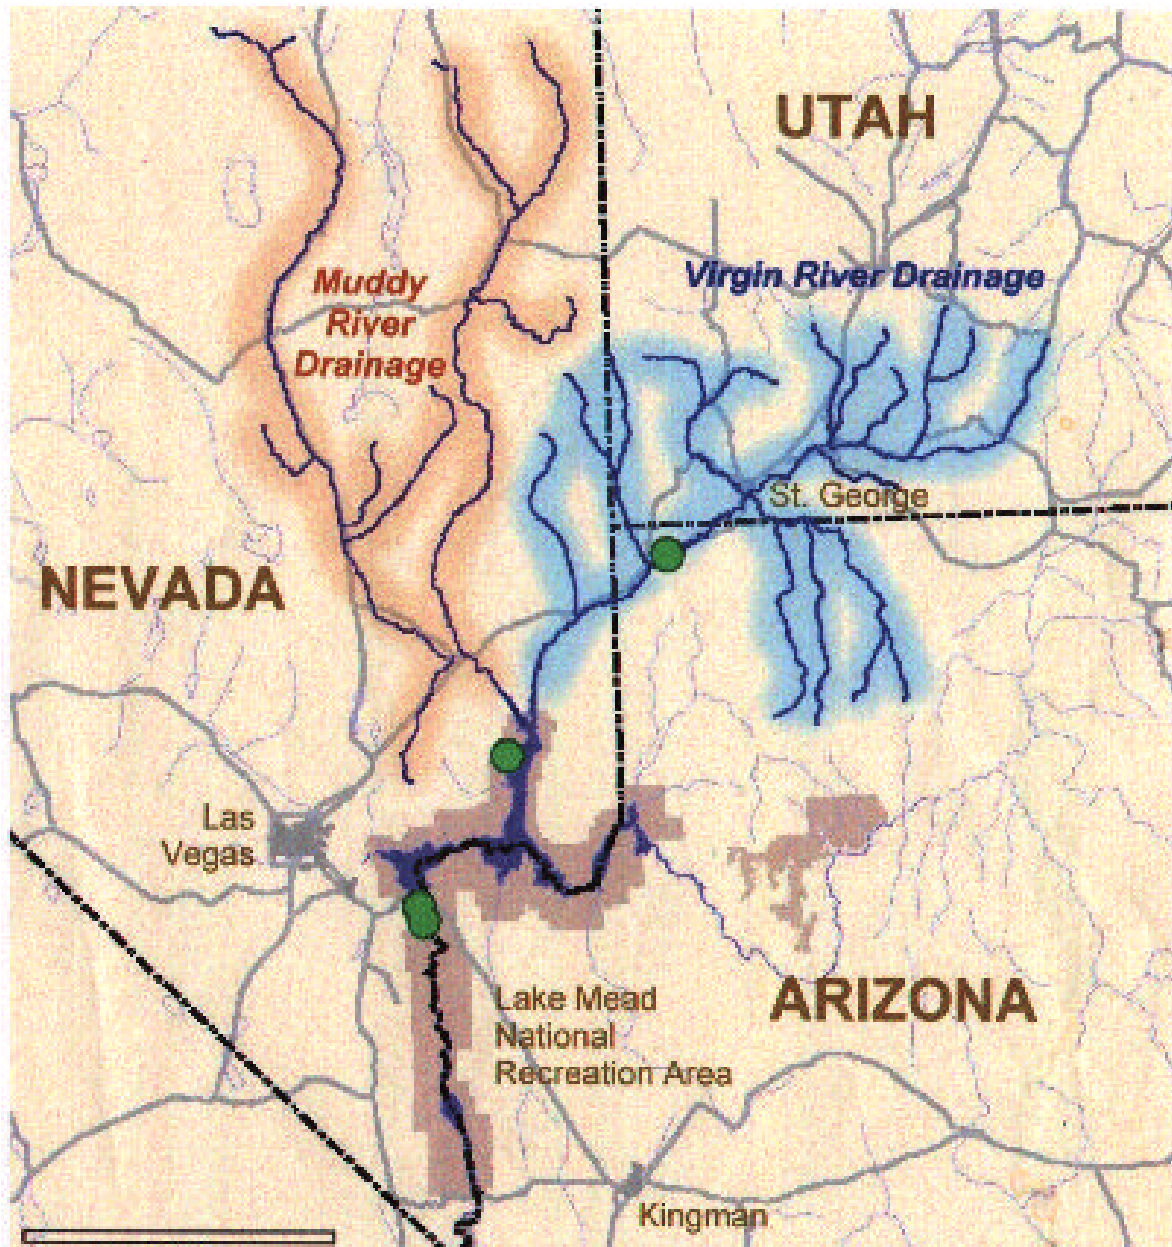 UTAH
Virgin River Drainage
Muddy
River
Drainage
St. George
NEVADA
Las
Vegas
ARIZONA
Lake Mead
National
Recreation Area
Kingman